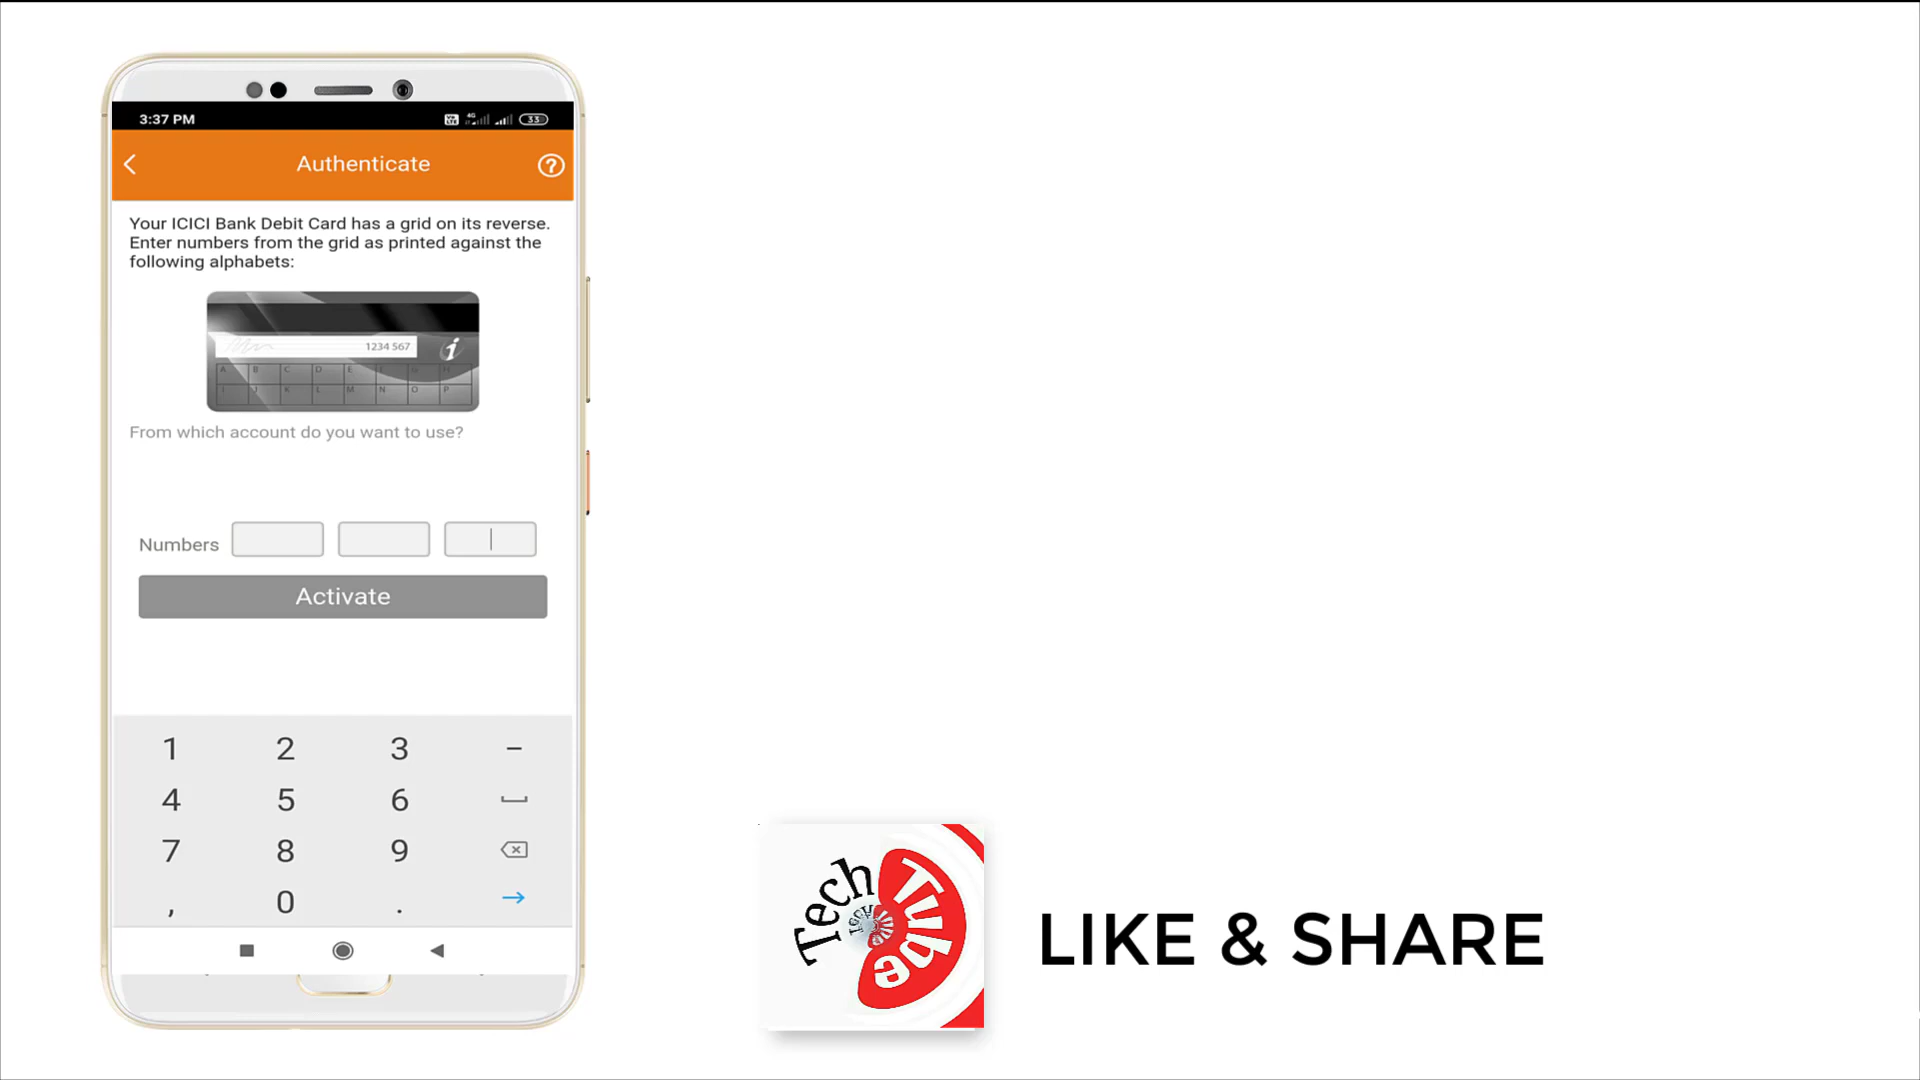 3:37 PM
33
Authenticate
Your ICICI Bank Debit Card has a grid on its reverse.
Enter numbers from the grid as printed against the
following alphabets:
1234 567
A B C D E F G H
I J K L M N O P
From which account do you want to use?
Numbers
Activate
1 2 3 –
4 5 6
7 8 9
, 0 .
Tech Tube
LIKE & SHARE